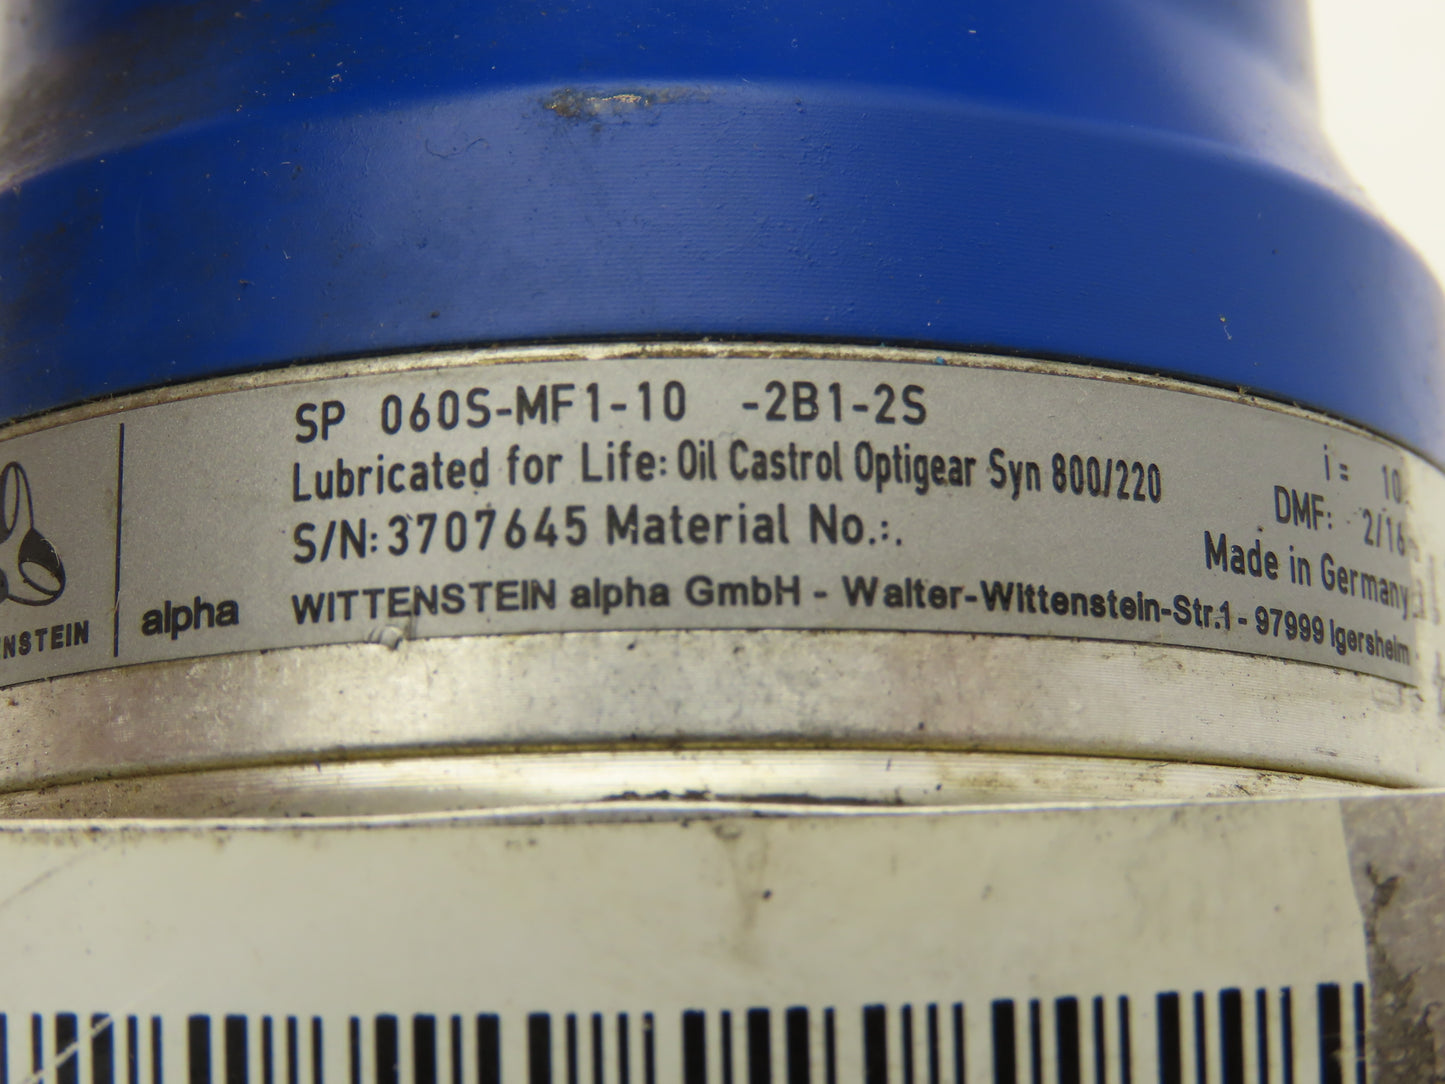 SP 060S-MF1-10 -2B1-2S
Lubricated for Life: Oil Castrol Optigear Syn 800/220
i = 10
S/N: 3707645 Material No.:.
DMF: 2/16
Made in Germany
NSTEIN alpha
WITTENSTEIN alpha GmbH - Walter-Wittenstein-Str.1 - 97999 Igersheim -